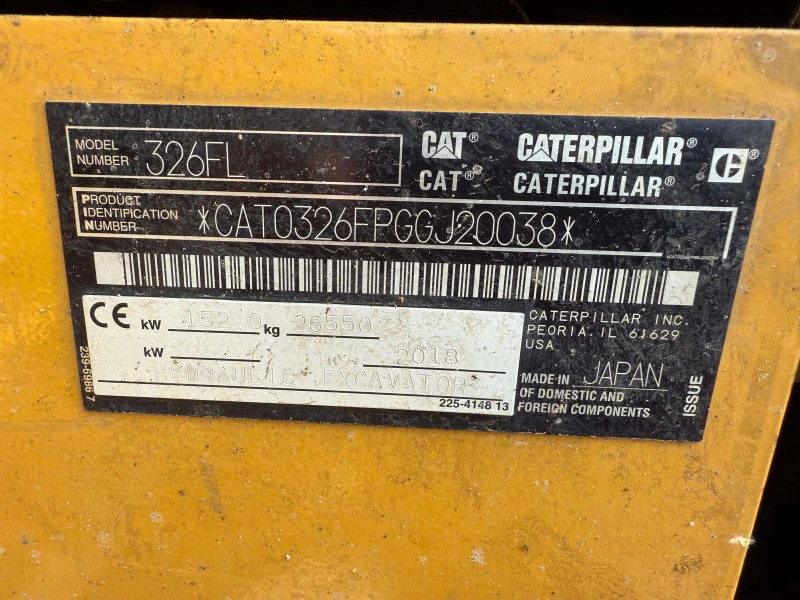 MODEL NUMBER 326FL
CAT® CATERPILLAR®
CAT® CATERPILLAR®
PRODUCT IDENTIFICATION NUMBER *CAT0326FPGGJ20038*
CE kW 152.0 kg 26550
kW 2018
HYDRAULIC EXCAVATOR
225-4148 13
239-6986 7
CATERPILLAR INC.
PEORIA, IL 61629
USA
MADE IN JAPAN
OF DOMESTIC AND
FOREIGN COMPONENTS
ISSUE